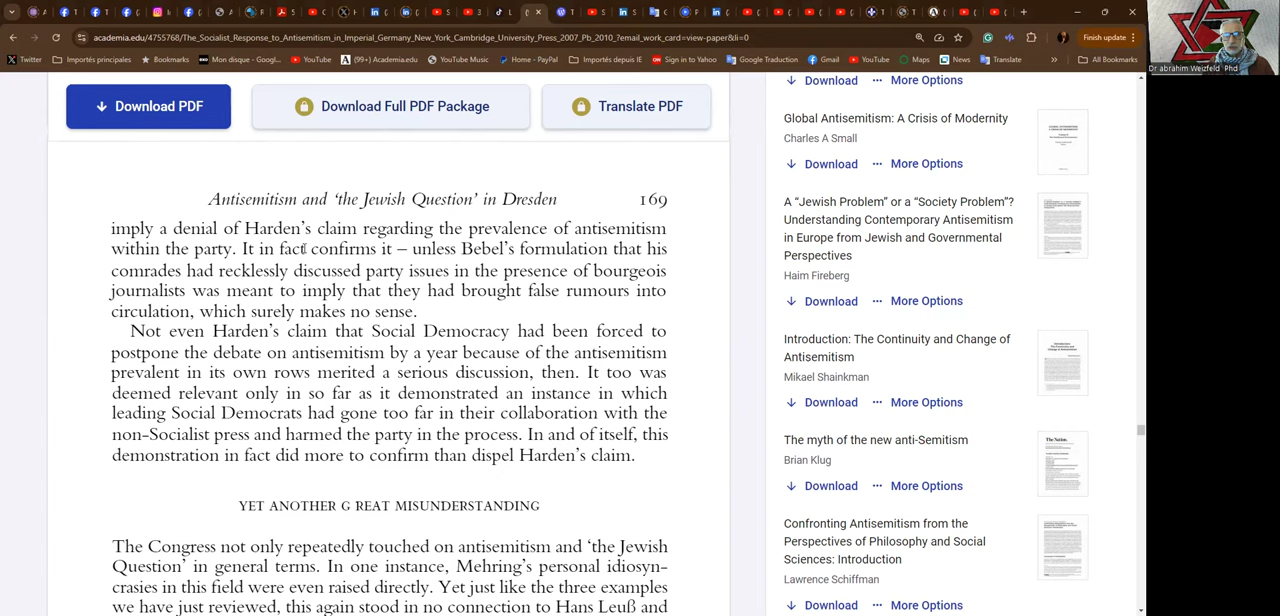 Finish update
academia.edu/4755768/The_Socialist_Response_to_Antisemitism_in_Imperial_Germany_New_York_Cambridge_University_Press_2007_Pb_2010_?email_work_card=view-paper&li=0
Twitter
Importés principales
Bookmarks
Mon disque - Googl...
YouTube
(99+) Academia.edu
YouTube Music
Home - PayPal
Importés depuis IE
Sign in to Yahoo
Google Traduction
Gmail
YouTube
Maps
News
Translate
All Bookmarks
Dr abrahim Weizfeld Phd
Download PDF
Download Full PDF Package
Translate PDF
Antisemitism and ‘the Jewish Question’ in Dresden 169
imply a denial of Harden’s claim regarding the prevalence of antisemitism
within the party. It in fact confirms it – unless Bebel’s formulation that his
comrades had recklessly discussed party issues in the presence of bourgeois
journalists was meant to imply that they had brought false rumours into
circulation, which surely makes no sense.
Not even Harden’s claim that Social Democracy had been forced to
postpone the debate on antisemitism by a year because of the antisemitism
prevalent in its own rows merited a serious discussion, then. It too was
deemed relevant only in so far as it demonstrated an instance in which
leading Social Democrats had gone too far in their collaboration with the
non-Socialist press and harmed the party in the process. In and of itself, this
demonstration in fact did more to confirm than dispel Harden’s claim.
YET ANOTHER G REAT MISUNDERSTANDING
The Congress not only repeatedly touched on antisemitism and ‘the Jewish
Question’ in general terms. In one instance, Mehring’s personal idiosyn-
crasies in this field were even raised directly. Yet just like the three examples
we have just reviewed, this again stood in no connection to Hans Leuß and
Download
More Options
Global Antisemitism: A Crisis of Modernity
Charles A Small
Download
More Options
A “Jewish Problem” or a “Society Problem”?
Understanding Contemporary Antisemitism
in Europe from Jewish and Governmental
Perspectives
Haim Fireberg
Download
More Options
Introduction: The Continuity and Change of
Antisemitism
Mikael Shainkman
Download
More Options
The myth of the new anti-Semitism
Brian Klug
Download
More Options
The Nation.
Confronting Antisemitism from the
Perspectives of Philosophy and Social
Sciences: Introduction
Lawrence Schiffman
Download
More Options